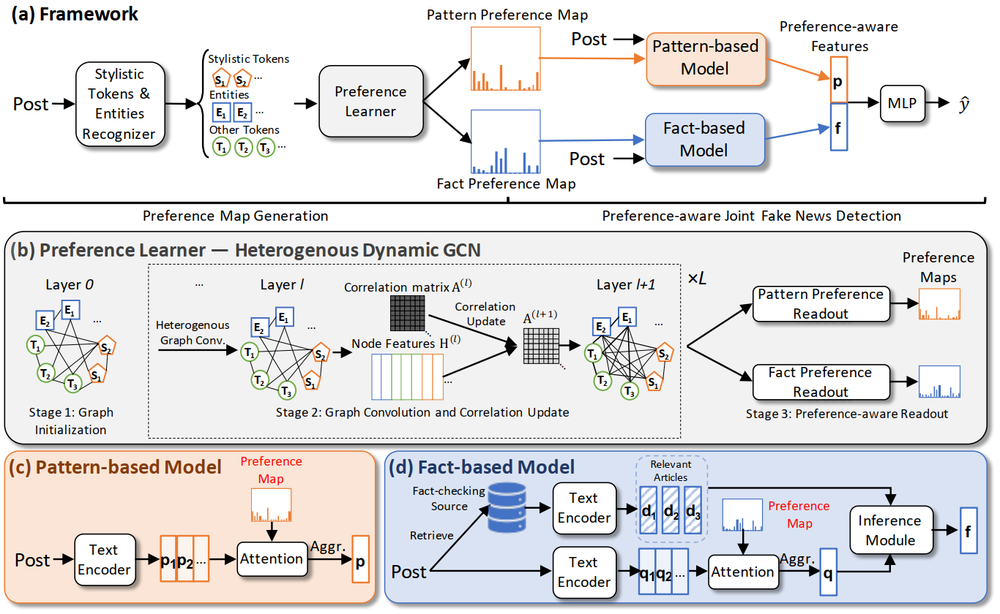 (a) Framework
Post
Stylistic
Tokens &
Entities
Recognizer
Stylistic Tokens
S1 S2 ...
Entities
E1 E2 ...
Other Tokens
T1 T2 T3 ...
Preference
Learner
Pattern Preference Map
Fact Preference Map
Post
Pattern-based
Model
Fact-based
Model
Post
Preference-aware
Features
p
f
MLP
ŷ
Preference Map Generation
Preference-aware Joint Fake News Detection
(b) Preference Learner — Heterogenous Dynamic GCN
Layer 0
E1
E2
...
T1
S2
T2
S1
T3
Stage 1: Graph
Initialization
...
Heterogenous
Graph Conv.
Layer l
E1
E2
...
T1
S2
T2
S1
T3
Correlation matrix A(l)
Node Features H(l)
...
Correlation
Update
A(l+1)
Layer l+1
E1
E2
...
T1
S2
T2
S1
T3
Stage 2: Graph Convolution and Correlation Update
×L
Pattern Preference
Readout
Fact Preference
Readout
Preference
Maps
Stage 3: Preference-aware Readout
(c) Pattern-based Model
Preference
Map
Post
Text
Encoder
p1 p2 ...
Attention
Aggr.
p
(d) Fact-based Model
Fact-checking
Source
Retrieve
Post
Text
Encoder
Relevant
Articles
d1 d2 d3
Text
Encoder
q1 q2 ...
Preference
Map
Attention
Aggr.
q
Inference
Module
f